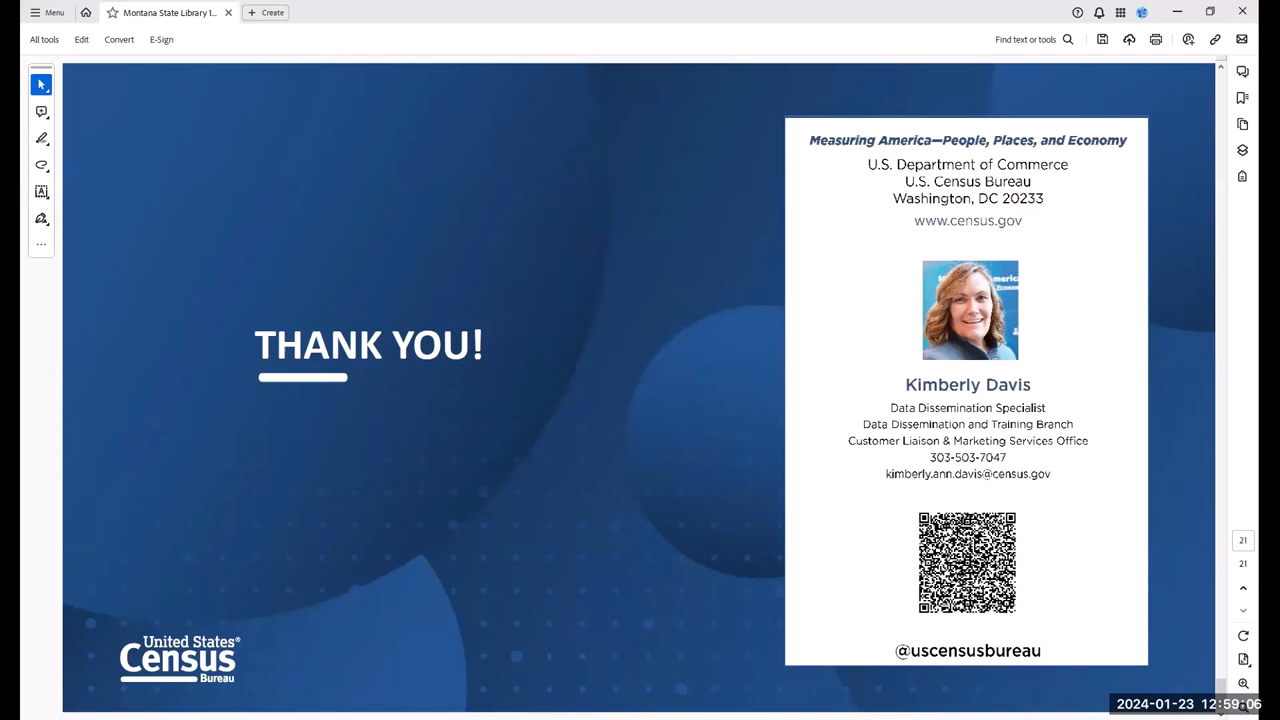 Menu
Montana State Library 1...
Create
All tools
Edit
Convert
E-Sign
Find text or tools
THANK YOU!
United States®
Census
Bureau
Measuring America—People, Places, and Economy
U.S. Department of Commerce
U.S. Census Bureau
Washington, DC 20233
www.census.gov
Kimberly Davis
Data Dissemination Specialist
Data Dissemination and Training Branch
Customer Liaison & Marketing Services Office
303-503-7047
kimberly.ann.davis@census.gov
@uscensusbureau
21
21
2024-01-23 12:59:06